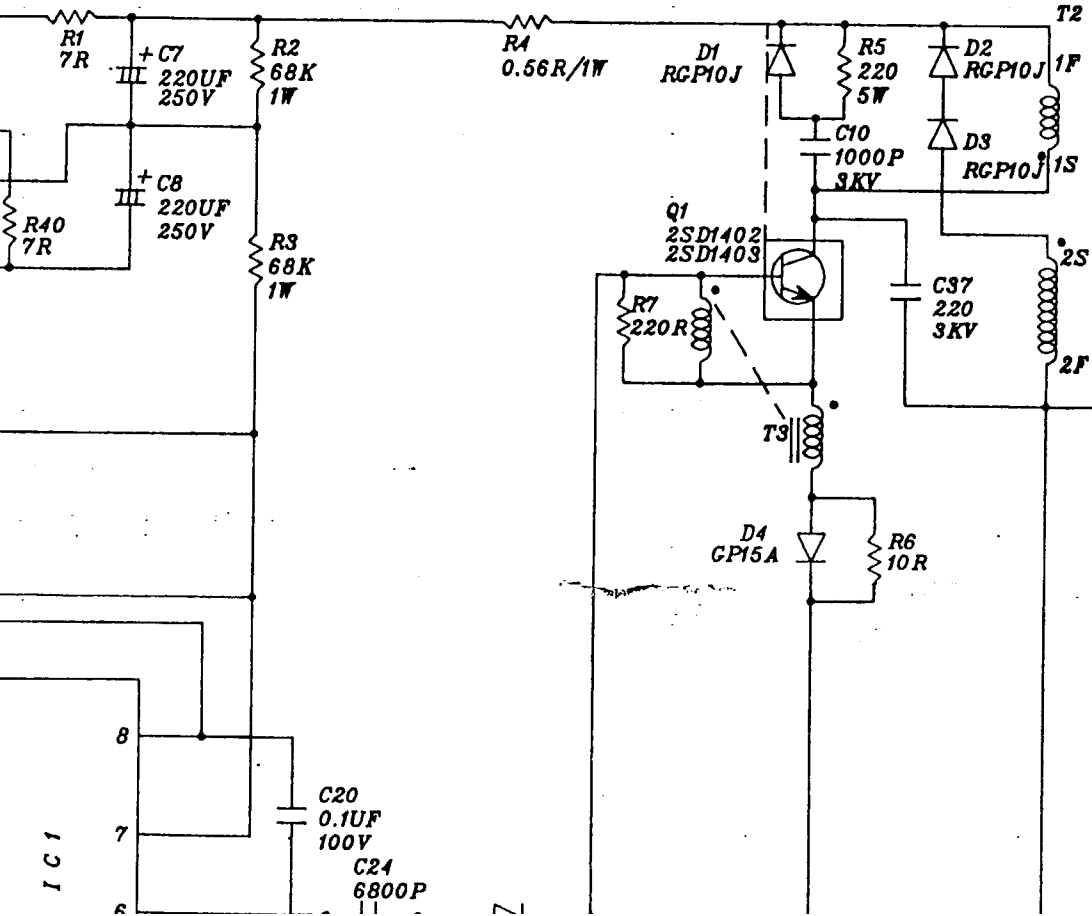 T2
R1
7R
+ C7
220UF
250V
R2
68K
1W
R4
0.56R/1W
D1
RGP10J
R5
220
5W
D2
RGP10J
1F
C10
1000P
3KV
D3
RGP10J
1S
+ C8
220UF
250V
R40
7R
R3
68K
1W
Q1
2SD1402
2SD1403
2S
C37
220
3KV
R7
220R
2F
T3
D4
GP15A
R6
10R
8
C20
0.1UF
100V
7
IC1
C24
6800P
6